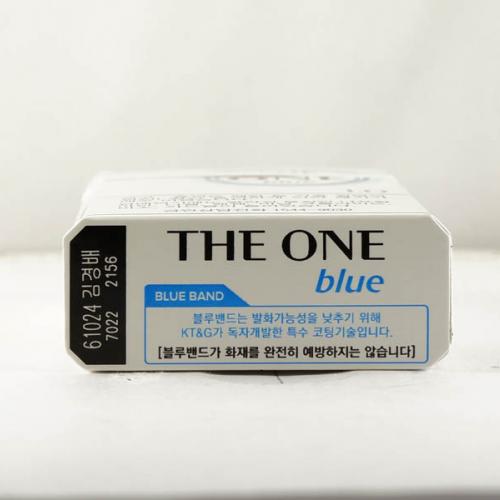 THE ONE
blue
BLUE BAND
블루밴드는 발화가능성을 낮추기 위해
KT&G가 독자개발한 특수 코팅기술입니다.
[블루밴드가 화재를 완전히 예방하지는 않습니다]
61024 김경배
7022 2156